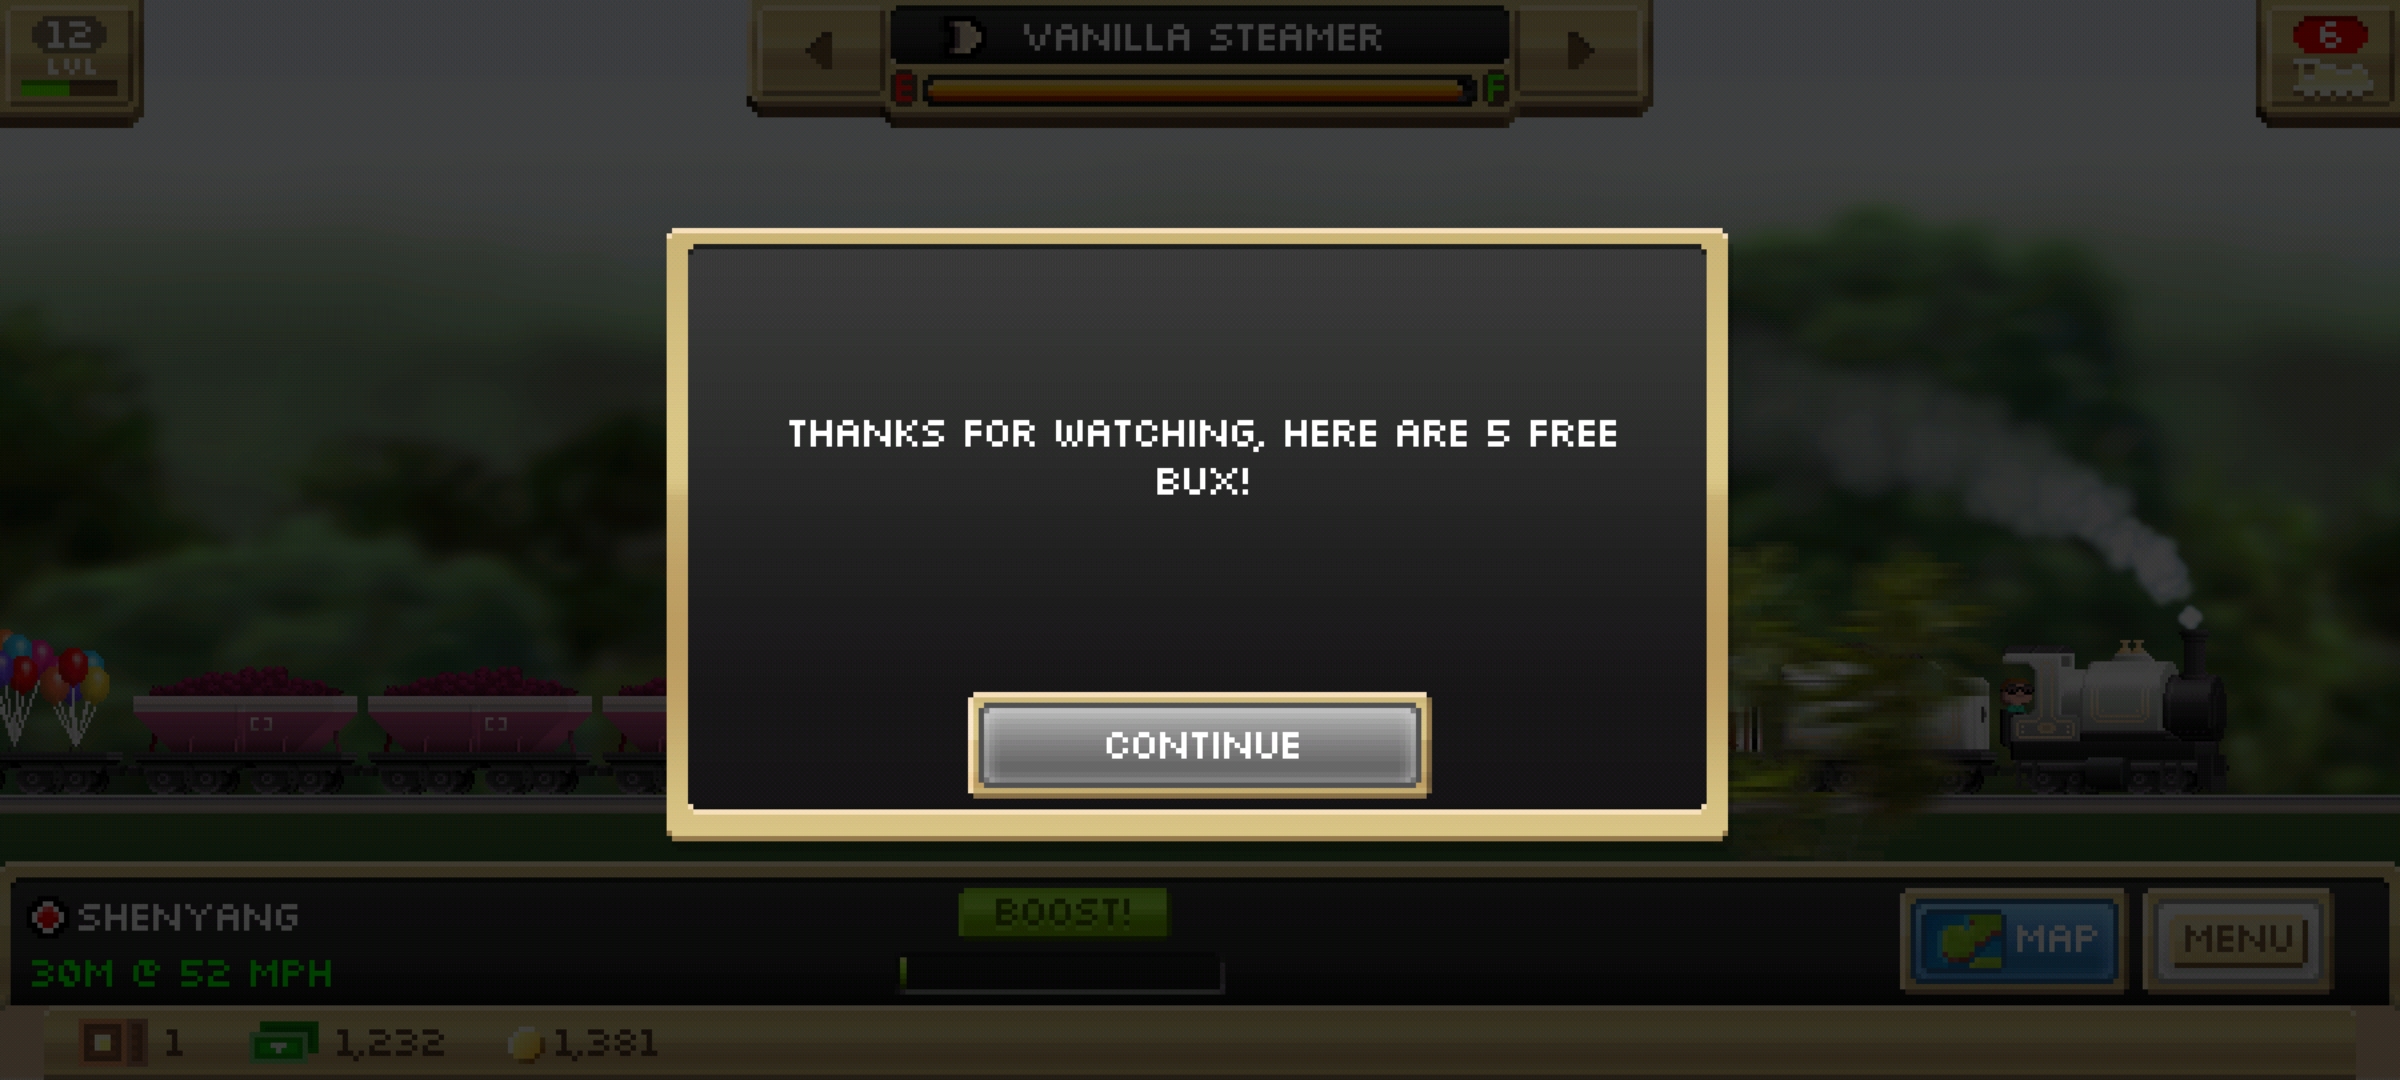 12
LVL
VANILLA STEAMER
E F
6
THANKS FOR WATCHING, HERE ARE 5 FREE
BUX!
CONTINUE
SHENYANG
30M @ 52 MPH
BOOST!
MAP
MENU
1 1,232 1,381